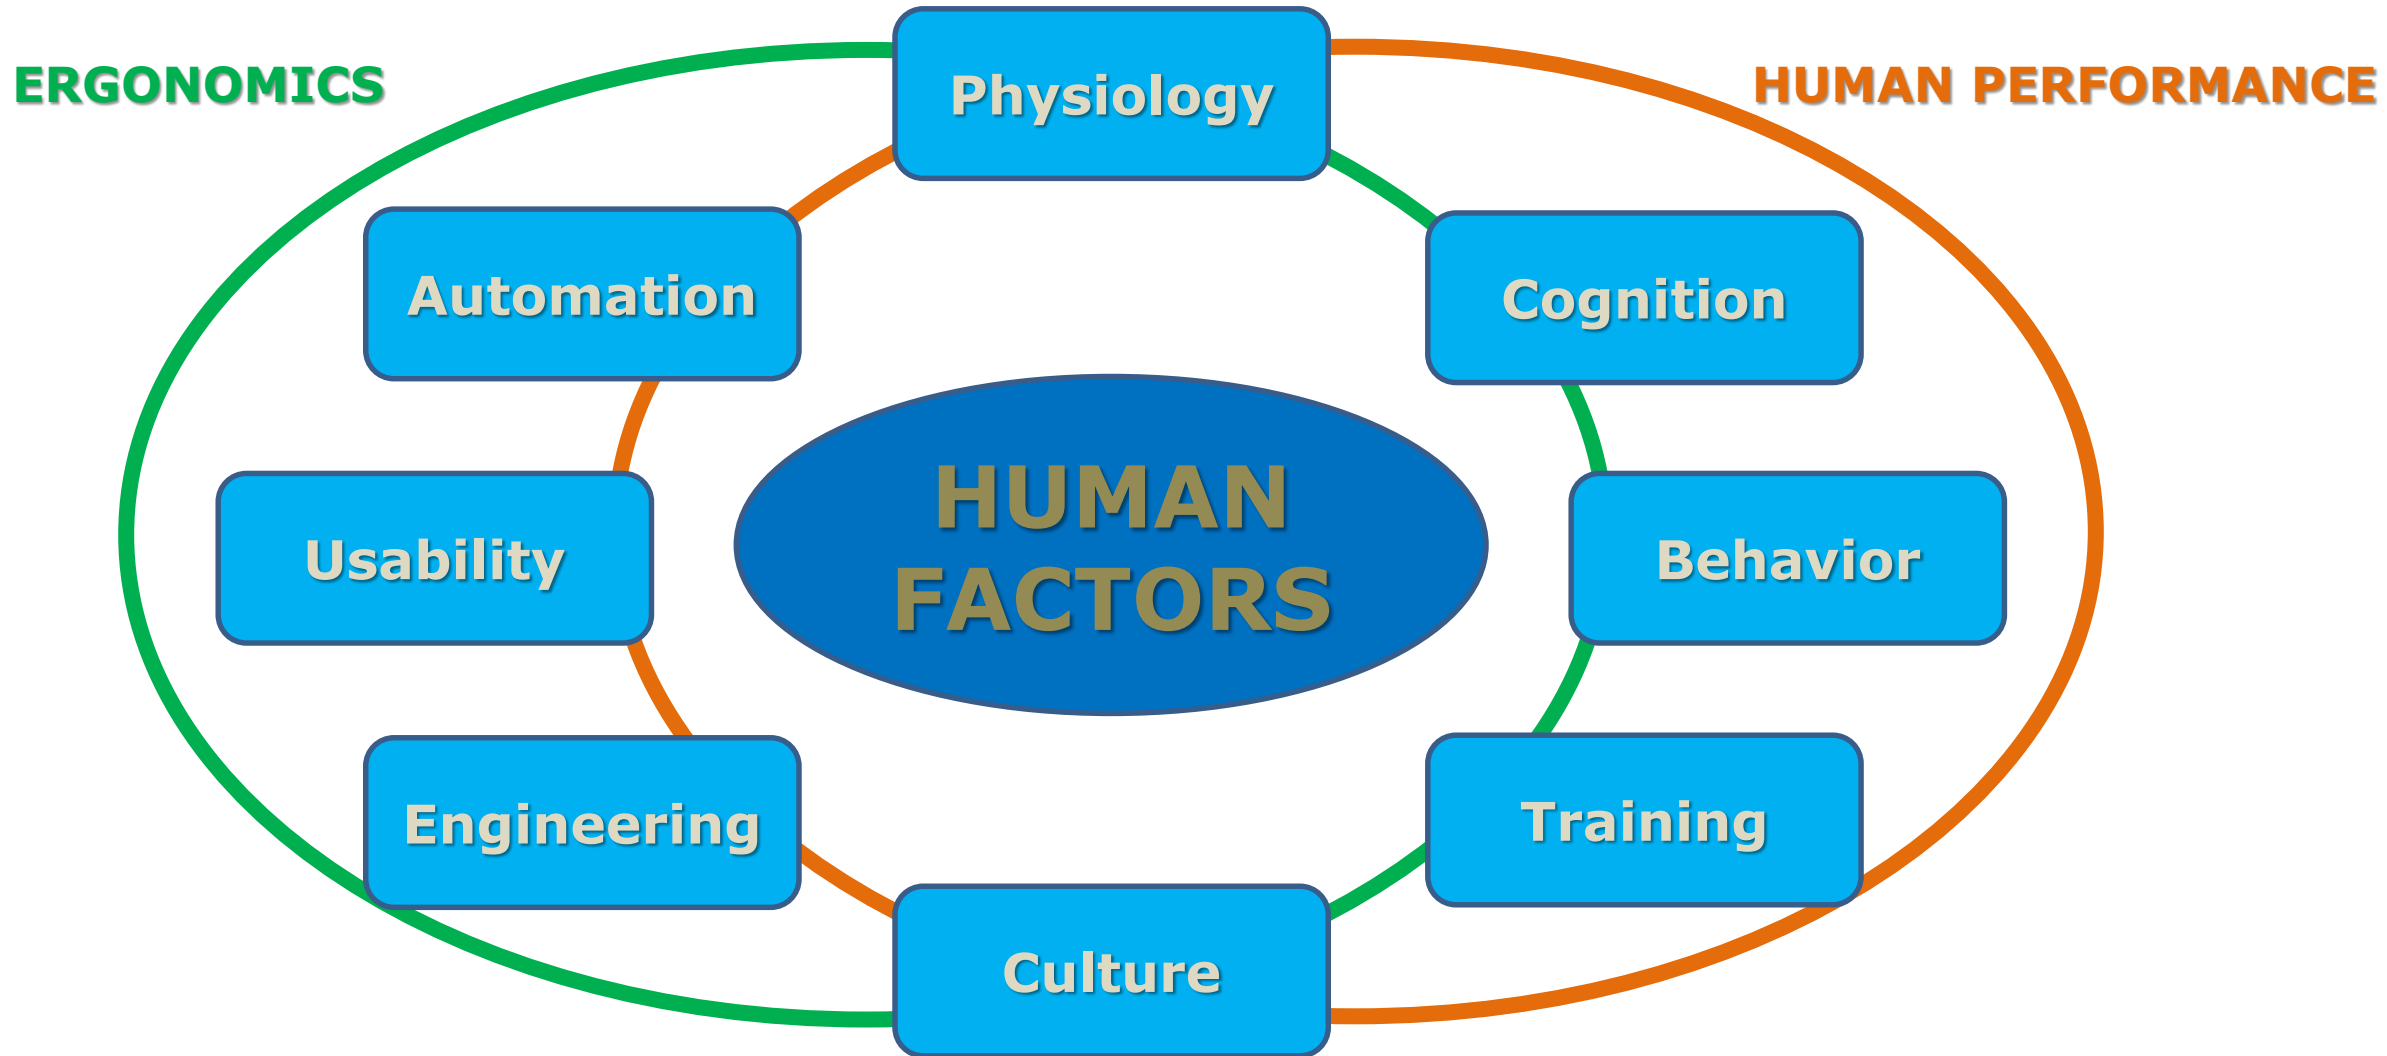 ERGONOMICS
HUMAN PERFORMANCE
Physiology
Automation
Cognition
HUMAN
FACTORS
Usability
Behavior
Engineering
Training
Culture